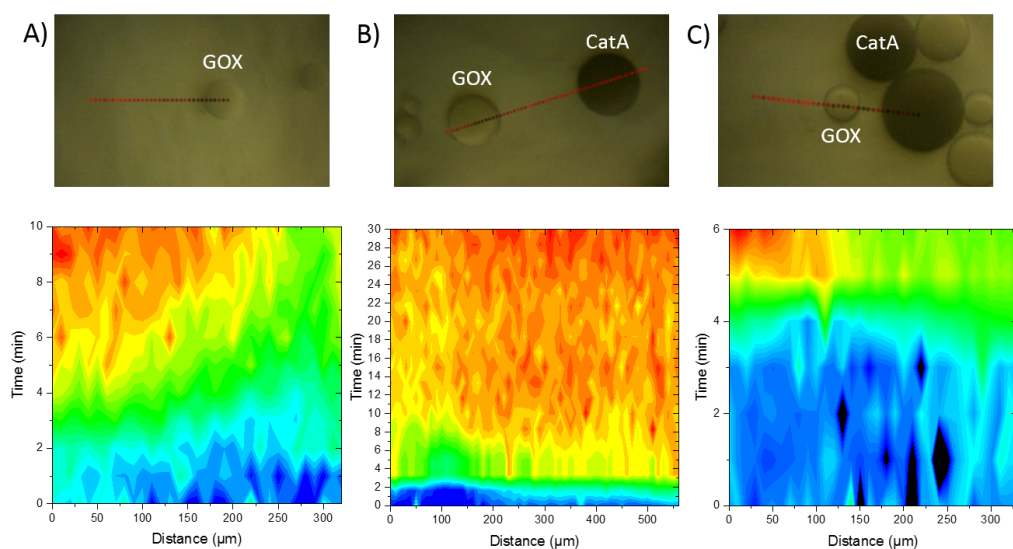 A)
GOX
B)
GOX
CatA
C)
CatA
GOX
10
8
6
4
2
0
Time (min)
0 50 100 150 200 250 300
Distance (µm)
30
28
26
24
22
20
18
16
14
12
10
8
6
4
2
0
Time (min)
0 100 200 300 400 500
Distance (µm)
6
4
2
0
Time (min)
0 50 100 150 200 250 300
Distance (µm)